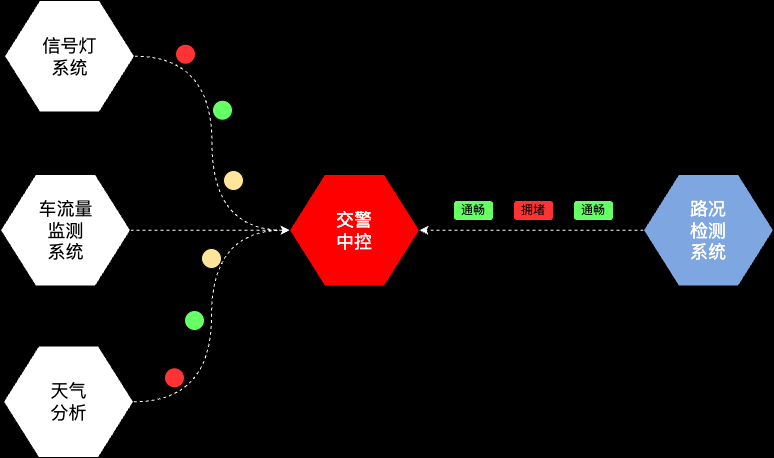 信号灯
系统
车流量
监测
系统
天气
分析
交警
中控
通畅
拥堵
通畅
路况
检测
系统